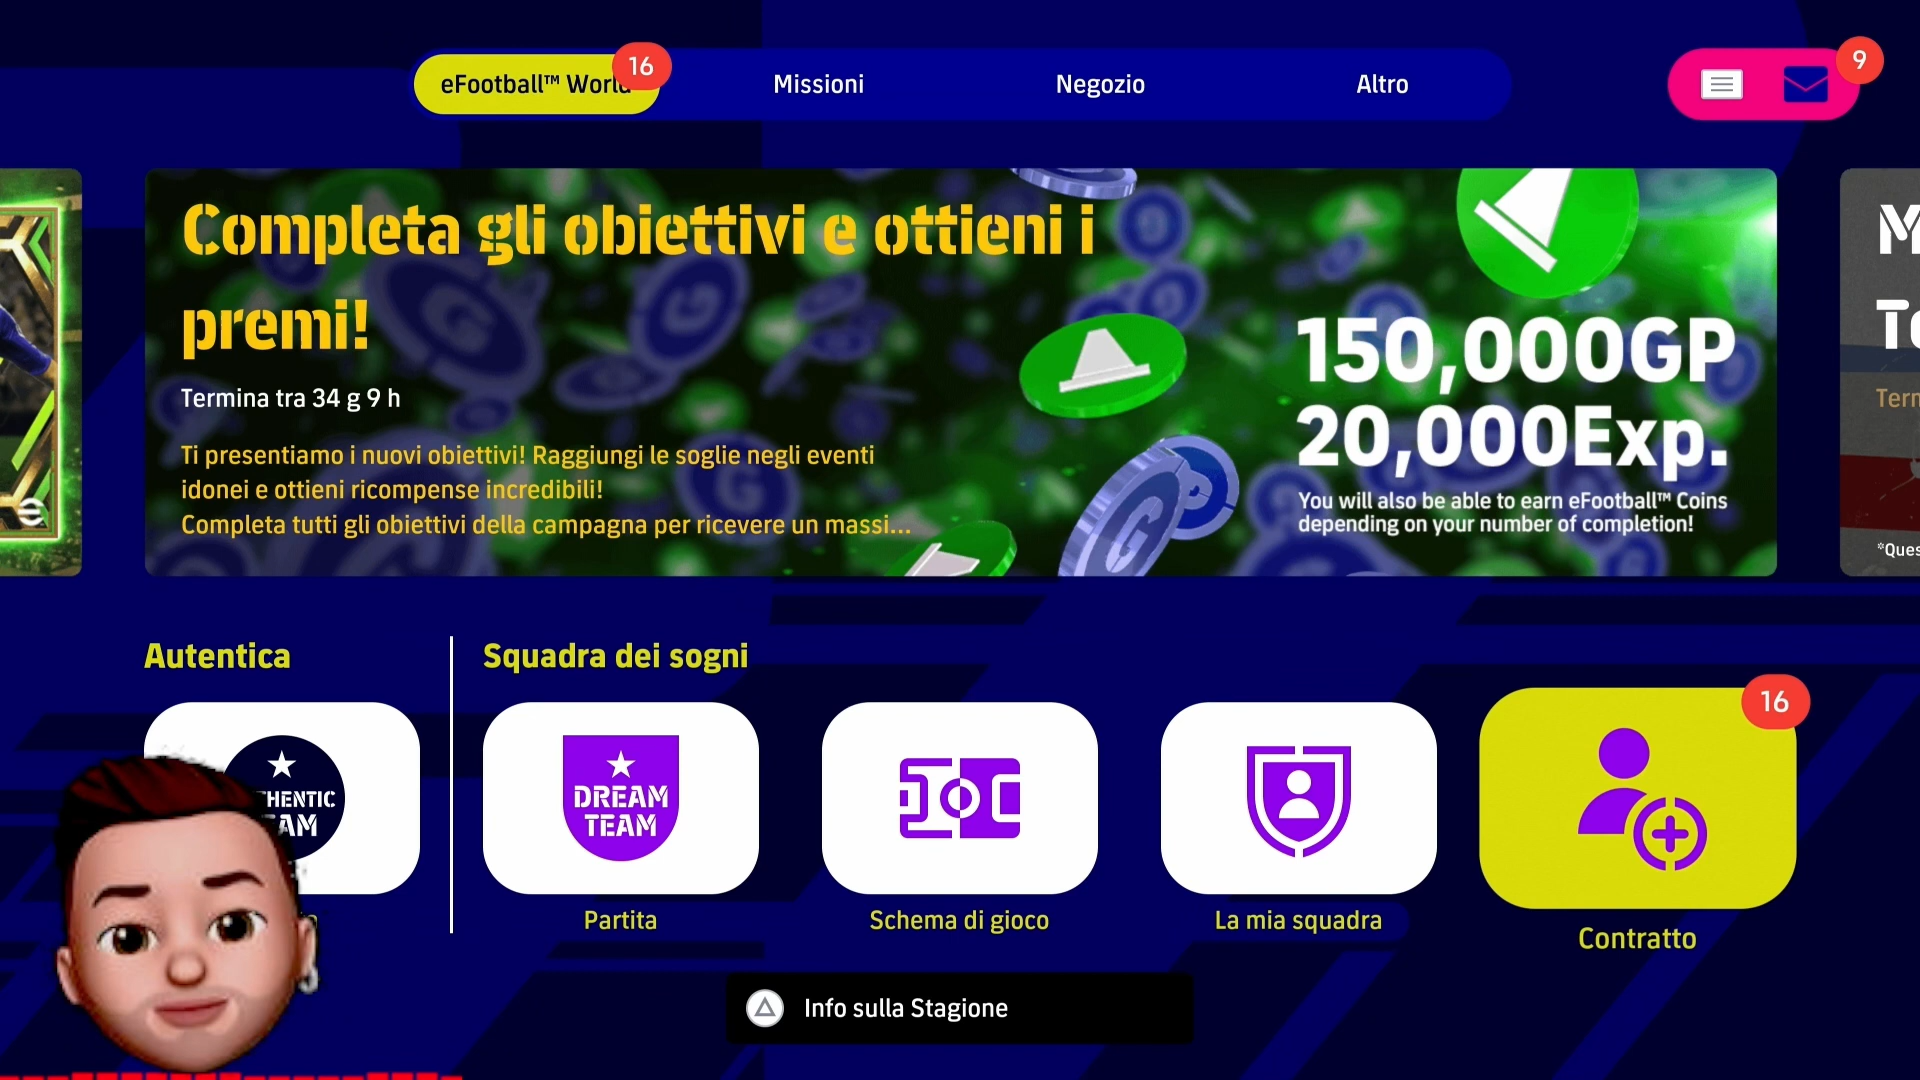 eFootball™ World
16
Missioni
Negozio
Altro
9
Completa gli obiettivi e ottieni i
premi!
Termina tra 34 g 9 h
Ti presentiamo i nuovi obiettivi! Raggiungi le soglie negli eventi
idonei e ottieni ricompense incredibili!
Completa tutti gli obiettivi della campagna per ricevere un massi...
150,000GP
20,000Exp.
You will also be able to earn eFootball™ Coins
depending on your number of completion!
Autentica
Squadra dei sogni
DREAM
TEAM
16
Partita
Schema di gioco
La mia squadra
Contratto
Info sulla Stagione